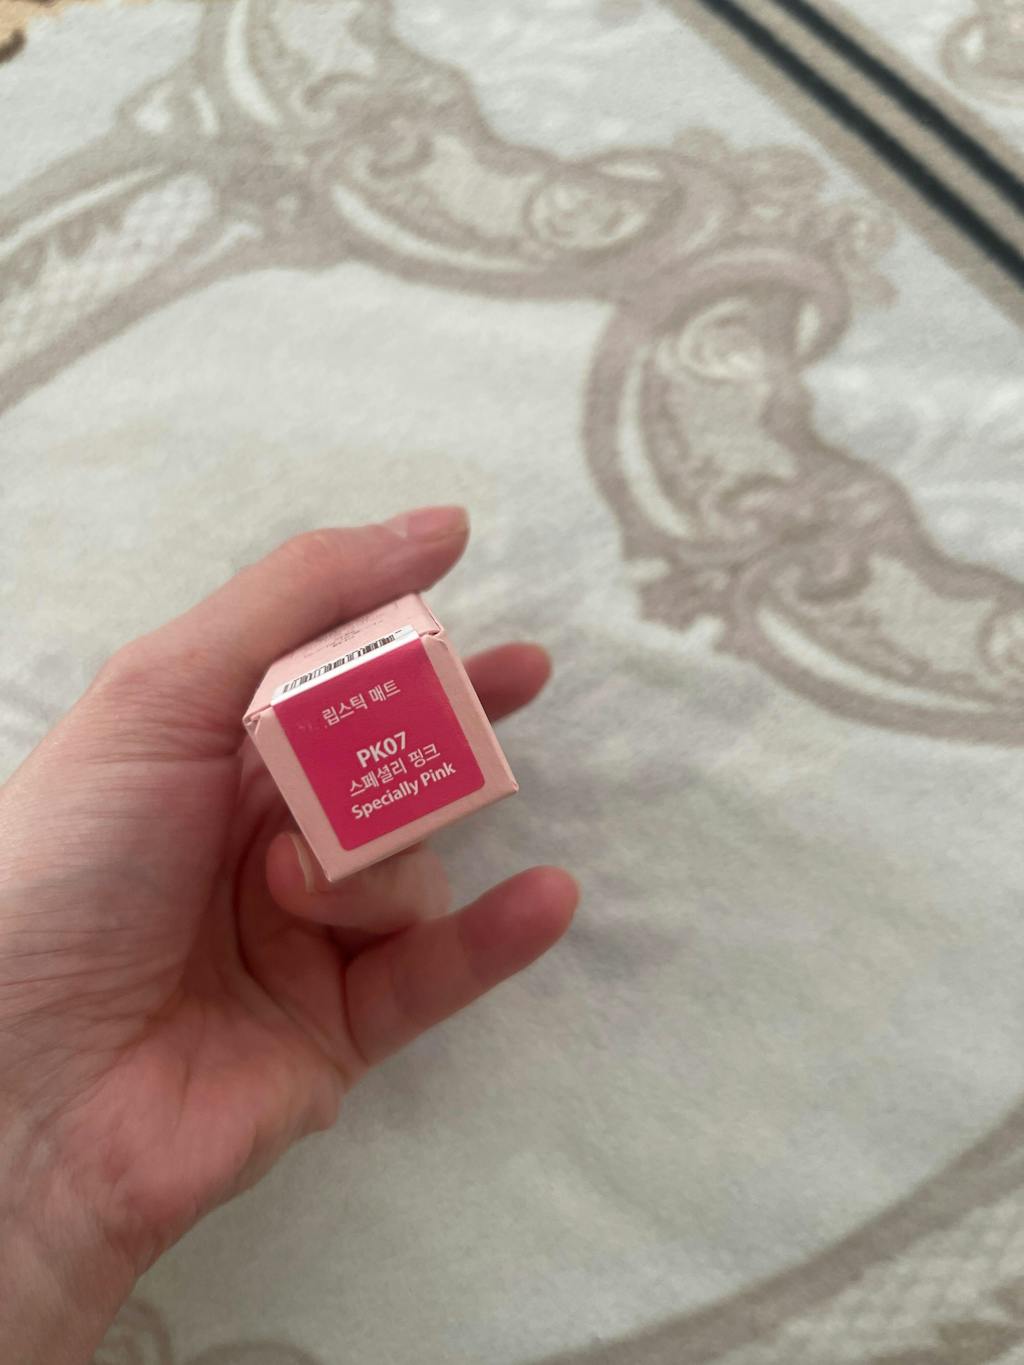 립스틱 매트
PK07
스페셜리 핑크
Specially Pink